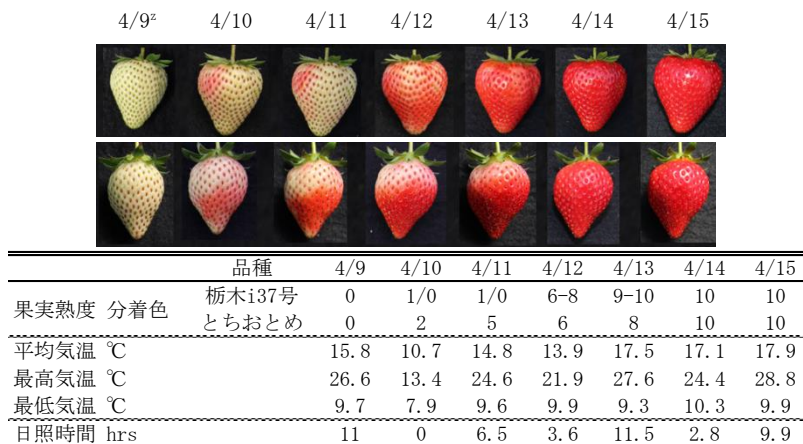 4/9ᶻ 4/10 4/11 4/12 4/13 4/14 4/15
品種 4/9 4/10 4/11 4/12 4/13 4/14 4/15
果実熟度 分着色 栃木i37号 0 1/0 1/0 6-8 9-10 10 10
とちおとめ 0 2 5 6 8 10 10
平均気温 ℃ 15.8 10.7 14.8 13.9 17.5 17.1 17.9
最高気温 ℃ 26.6 13.4 24.6 21.9 27.6 24.4 28.8
最低気温 ℃ 9.7 7.9 9.6 9.9 9.3 10.3 9.9
日照時間 hrs 11 0 6.5 3.6 11.5 2.8 9.9